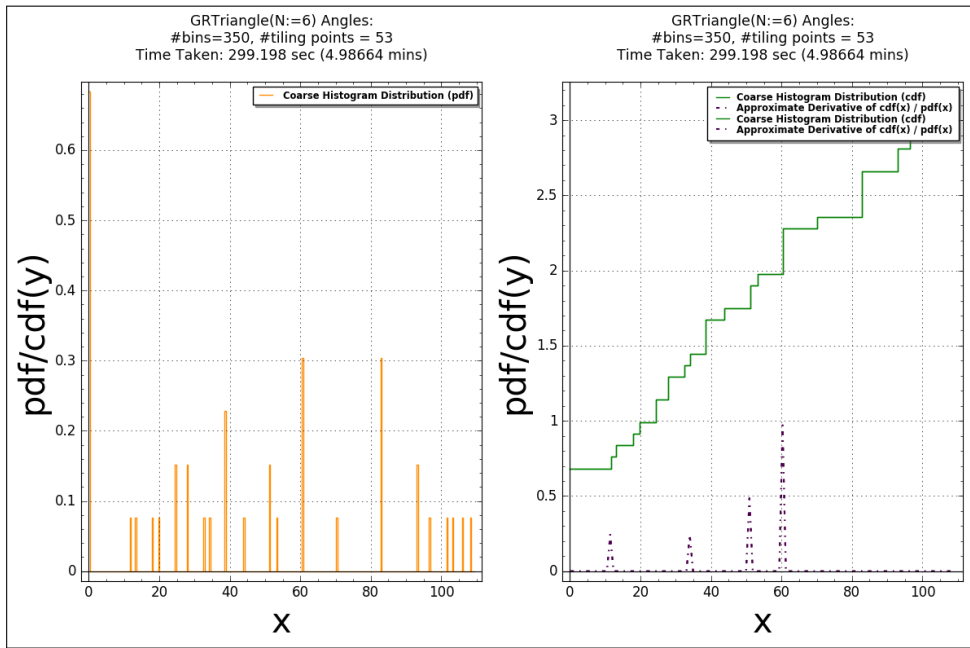 GRTriangle(N:=6) Angles:
#bins=350, #tiling points = 53
Time Taken: 299.198 sec (4.98664 mins)
Coarse Histogram Distribution (pdf)
0.6
0.5
0.4
0.3
0.2
0.1
0
0 20 40 60 80 100
pdf/cdf(y)
x
GRTriangle(N:=6) Angles:
#bins=350, #tiling points = 53
Time Taken: 299.198 sec (4.98664 mins)
Coarse Histogram Distribution (cdf)
Approximate Derivative of cdf(x) / pdf(x)
Coarse Histogram Distribution (cdf)
Approximate Derivative of cdf(x) / pdf(x)
3
2.5
2
1.5
1
0.5
0
0 20 40 60 80 100
pdf/cdf(y)
x